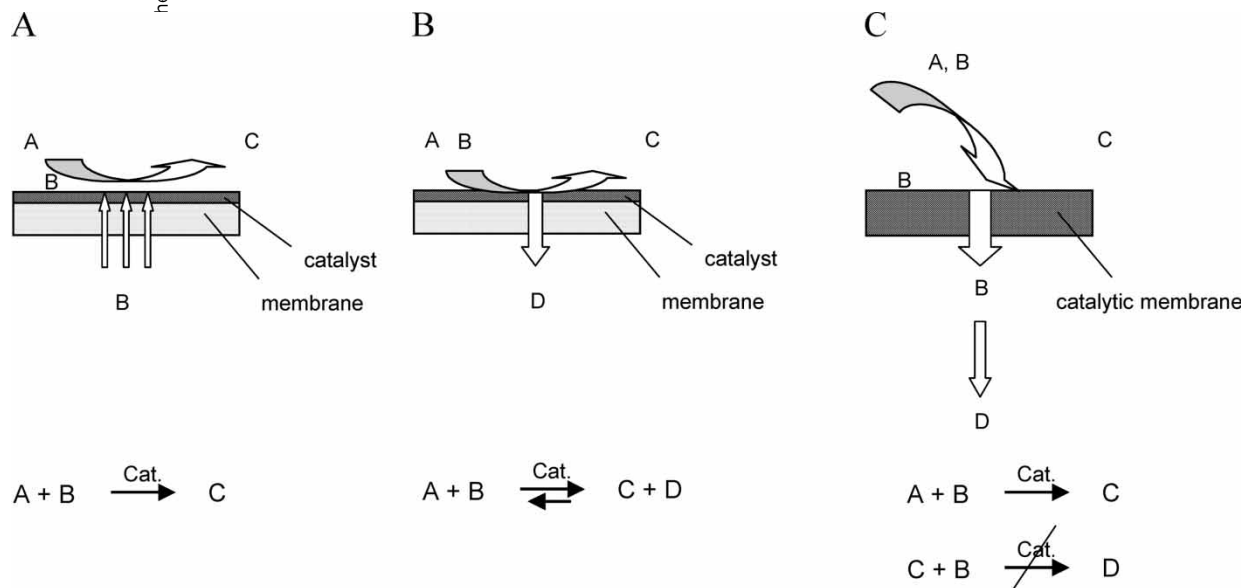 A
B
C
A
C
B
catalyst
membrane
B
A + B
Cat.
C
A
B
C
catalyst
membrane
D
A + B
Cat.
C + D
A, B
C
B
B
catalytic membrane
D
A + B
Cat.
C
C + B
Cat.
D